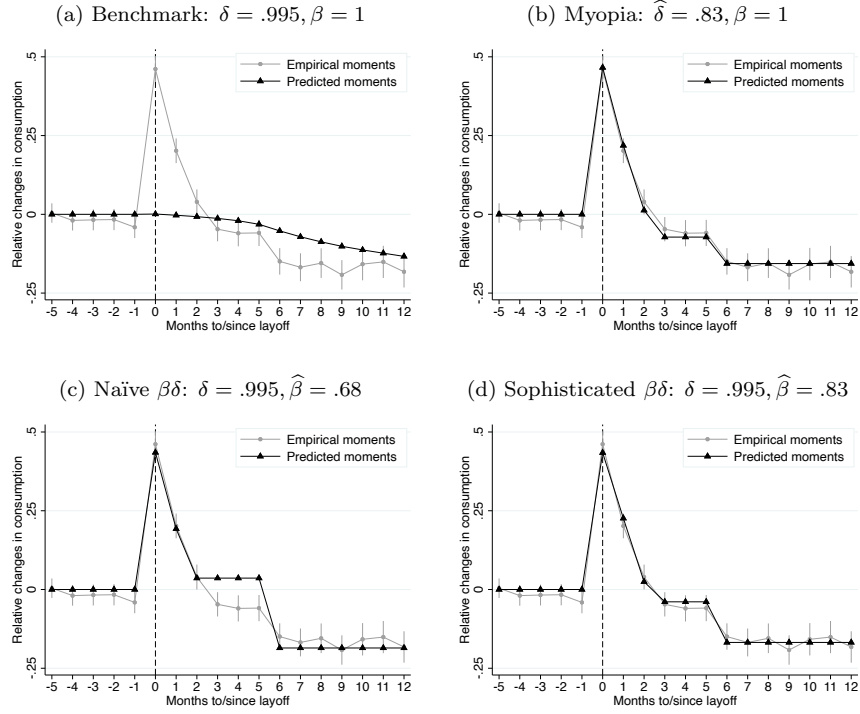 (a) Benchmark: δ = .995, β = 1
Relative changes in consumption
.5
.25
0
-.25
Empirical moments
Predicted moments
-5 -4 -3 -2 -1 0 1 2 3 4 5 6 7 8 9 10 11 12
Months to/since layoff
(b) Myopia: δ̂ = .83, β = 1
Relative changes in consumption
.5
.25
0
-.25
Empirical moments
Predicted moments
-5 -4 -3 -2 -1 0 1 2 3 4 5 6 7 8 9 10 11 12
Months to/since layoff
(c) Naïve βδ: δ = .995, β̂ = .68
Relative changes in consumption
.5
.25
0
-.25
Empirical moments
Predicted moments
-5 -4 -3 -2 -1 0 1 2 3 4 5 6 7 8 9 10 11 12
Months to/since layoff
(d) Sophisticated βδ: δ = .995, β̂ = .83
Relative changes in consumption
.5
.25
0
-.25
Empirical moments
Predicted moments
-5 -4 -3 -2 -1 0 1 2 3 4 5 6 7 8 9 10 11 12
Months to/since layoff